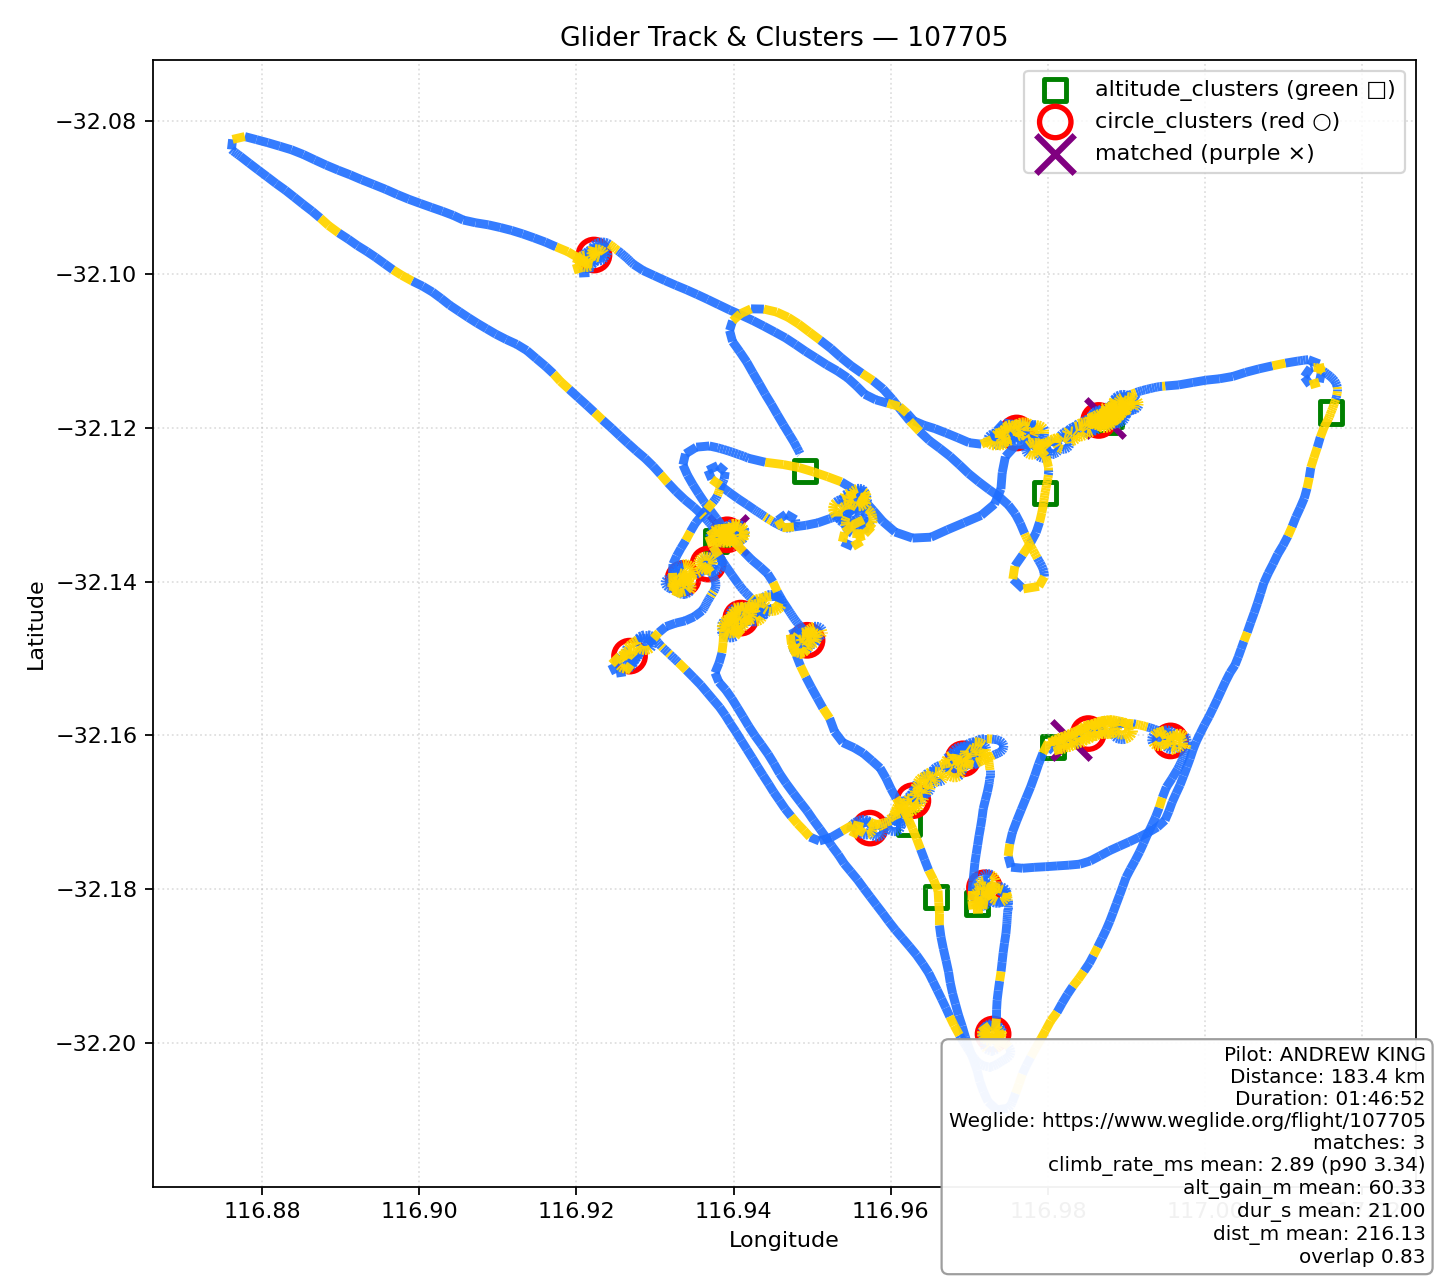 Glider Track & Clusters — 107705
altitude_clusters (green □)
circle_clusters (red ○)
matched (purple ×)
−32.08
−32.10
−32.12
−32.14
−32.16
−32.18
−32.20
Latitude
116.88
116.90
116.92
116.94
116.96
116.98
Longitude
Pilot: ANDREW KING
Distance: 183.4 km
Duration: 01:46:52
Weglide: https://www.weglide.org/flight/107705
matches: 3
climb_rate_ms mean: 2.89 (p90 3.34)
alt_gain_m mean: 60.33
dur_s mean: 21.00
dist_m mean: 216.13
overlap 0.83